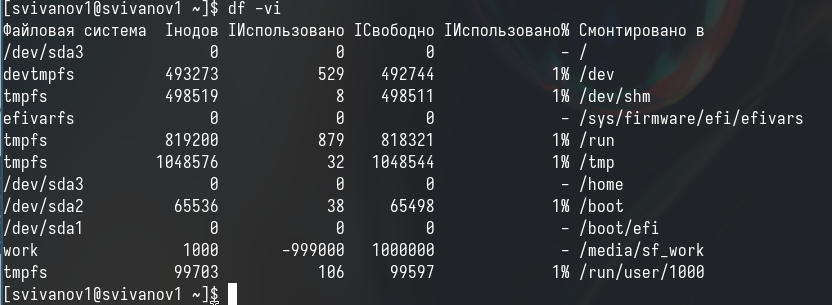 [svivanov1@svivanov1 ~]$ df -vi
Файловая система Iнодов IИспользовано IСвободно IИспользовано% Смонтировано в
/dev/sda3 0 0 0 - /
devtmpfs 493273 529 492744 1% /dev
tmpfs 498519 8 498511 1% /dev/shm
efivarfs 0 0 0 - /sys/firmware/efi/efivars
tmpfs 819200 879 818321 1% /run
tmpfs 1048576 32 1048544 1% /tmp
/dev/sda3 0 0 0 - /home
/dev/sda2 65536 38 65498 1% /boot
/dev/sda1 0 0 0 - /boot/efi
work 1000 -999000 1000000 - /media/sf_work
tmpfs 99703 106 99597 1% /run/user/1000
[svivanov1@svivanov1 ~]$